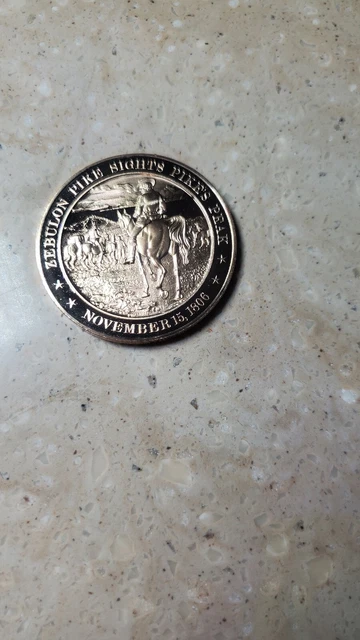 ZEBULON PIKE SIGHTS PIKE'S PEAK
NOVEMBER 15, 1806